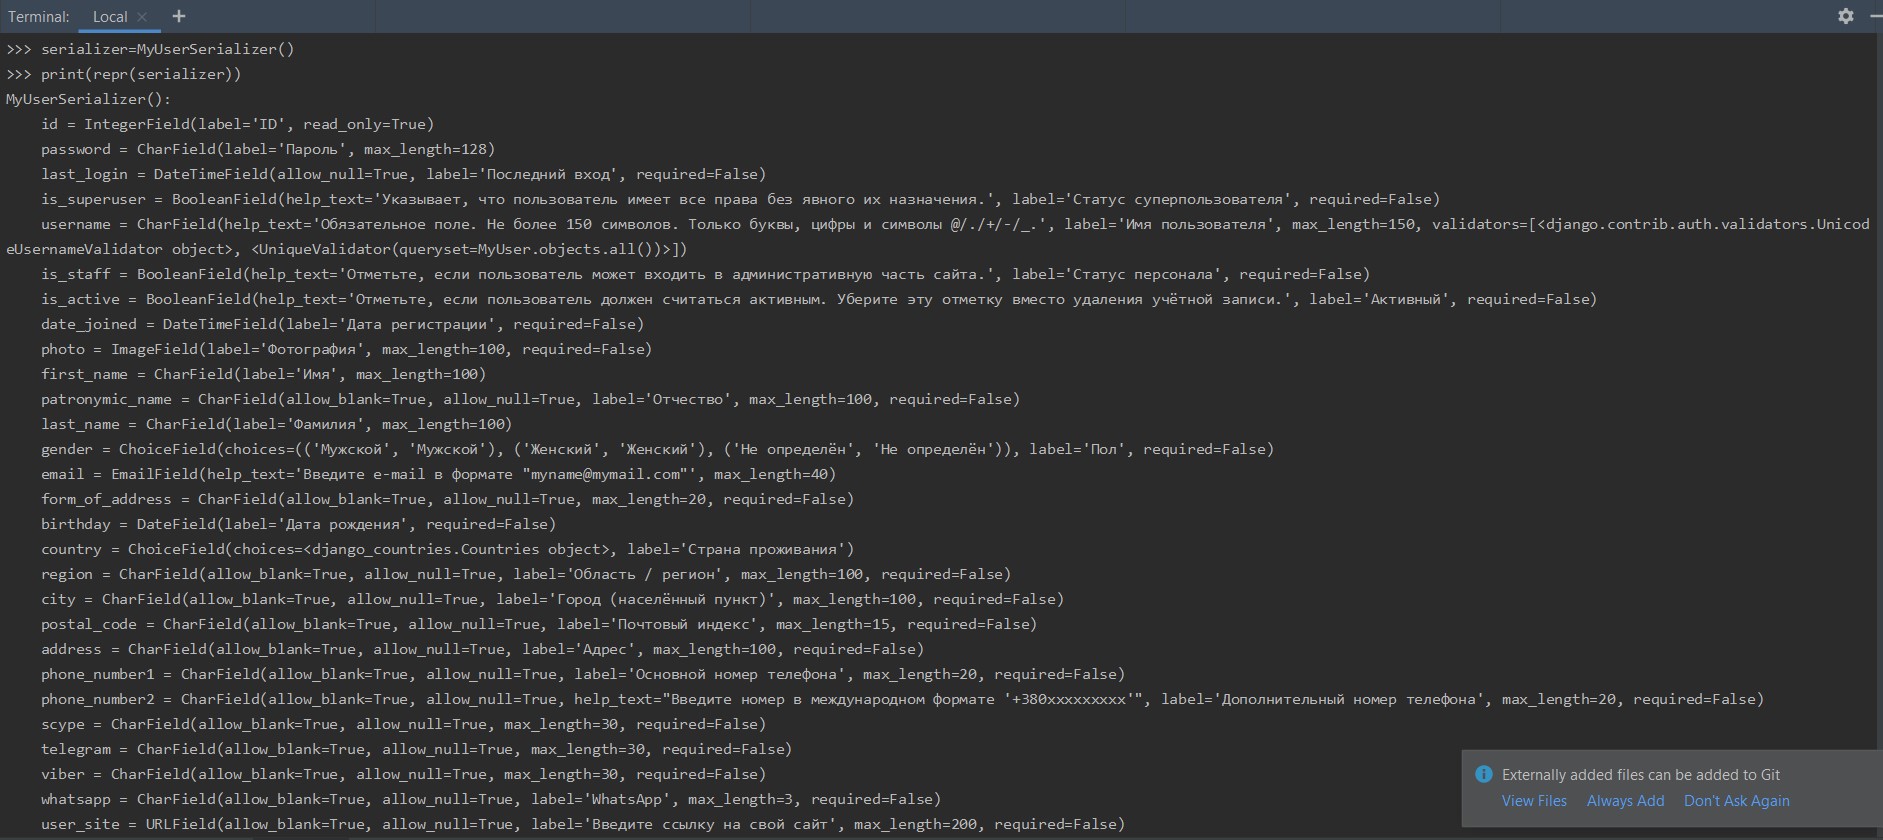 Terminal: Local × +
>>> serializer=MyUserSerializer()
>>> print(repr(serializer))
MyUserSerializer():
    id = IntegerField(label='ID', read_only=True)
    password = CharField(label='Пароль', max_length=128)
    last_login = DateTimeField(allow_null=True, label='Последний вход', required=False)
    is_superuser = BooleanField(help_text='Указывает, что пользователь имеет все права без явного их назначения.', label='Статус суперпользователя', required=False)
    username = CharField(help_text='Обязательное поле. Не более 150 символов. Только буквы, цифры и символы @/./+/-/_.', label='Имя пользователя', max_length=150, validators=[<django.contrib.auth.validators.Unicod
eUsernameValidator object>, <UniqueValidator(queryset=MyUser.objects.all())>])
    is_staff = BooleanField(help_text='Отметьте, если пользователь может входить в административную часть сайта.', label='Статус персонала', required=False)
    is_active = BooleanField(help_text='Отметьте, если пользователь должен считаться активным. Уберите эту отметку вместо удаления учётной записи.', label='Активный', required=False)
    date_joined = DateTimeField(label='Дата регистрации', required=False)
    photo = ImageField(label='Фотография', max_length=100, required=False)
    first_name = CharField(label='Имя', max_length=100)
    patronymic_name = CharField(allow_blank=True, allow_null=True, label='Отчество', max_length=100, required=False)
    last_name = CharField(label='Фамилия', max_length=100)
    gender = ChoiceField(choices=(('Мужской', 'Мужской'), ('Женский', 'Женский'), ('Не определён', 'Не определён')), label='Пол', required=False)
    email = EmailField(help_text='Введите e-mail в формате "myname@mymail.com"', max_length=40)
    form_of_address = CharField(allow_blank=True, allow_null=True, max_length=20, required=False)
    birthday = DateField(label='Дата рождения', required=False)
    country = ChoiceField(choices=<django_countries.Countries object>, label='Страна проживания')
    region = CharField(allow_blank=True, allow_null=True, label='Область / регион', max_length=100, required=False)
    city = CharField(allow_blank=True, allow_null=True, label='Город (населённый пункт)', max_length=100, required=False)
    postal_code = CharField(allow_blank=True, allow_null=True, label='Почтовый индекс', max_length=15, required=False)
    address = CharField(allow_blank=True, allow_null=True, label='Адрес', max_length=100, required=False)
    phone_number1 = CharField(allow_blank=True, allow_null=True, label='Основной номер телефона', max_length=20, required=False)
    phone_number2 = CharField(allow_blank=True, allow_null=True, help_text="Введите номер в международном формате '+380xxxxxxxxx'", label='Дополнительный номер телефона', max_length=20, required=False)
    scype = CharField(allow_blank=True, allow_null=True, max_length=30, required=False)
    telegram = CharField(allow_blank=True, allow_null=True, max_length=30, required=False)
    viber = CharField(allow_blank=True, allow_null=True, max_length=30, required=False)
    whatsapp = CharField(allow_blank=True, allow_null=True, label='WhatsApp', max_length=3, required=False)
    user_site = URLField(allow_blank=True, allow_null=True, label='Введите ссылку на свой сайт', max_length=200, required=False)
Externally added files can be added to Git
View Files Always Add Don't Ask Again